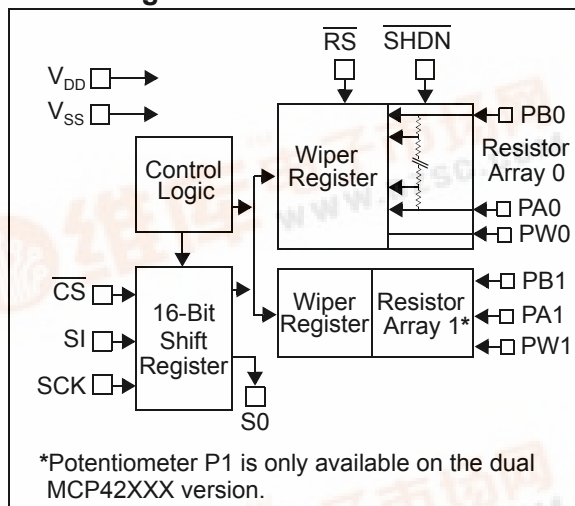 RS
SHDN
VDD
VSS
Control
Logic
Wiper
Register
PB0
Resistor
Array 0
PA0
PW0
CS
SI
SCK
16-Bit
Shift
Register
S0
Wiper
Register
Resistor
Array 1*
PB1
PA1
PW1
*Potentiometer P1 is only available on the dual
MCP42XXX version.